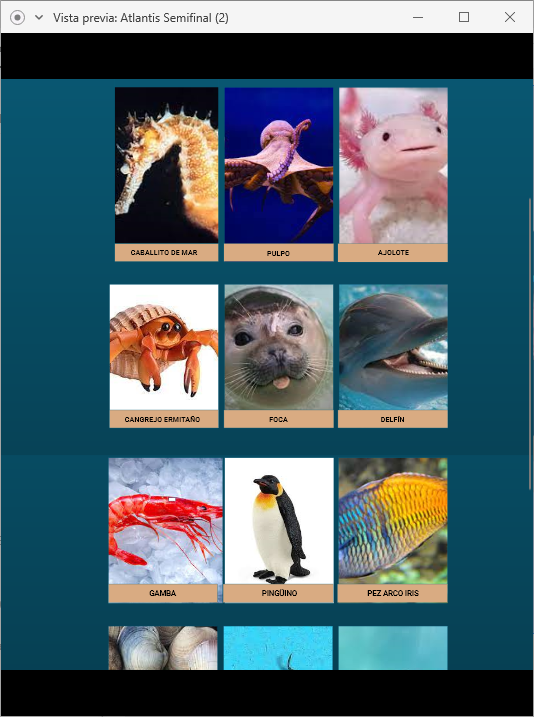 Vista previa: Atlantis Semifinal (2)
CABALLITO DE MAR
PULPO
AJOLOTE
CANGREJO ERMITAÑO
FOCA
DELFÍN
GAMBA
PINGÜINO
PEZ ARCO IRIS